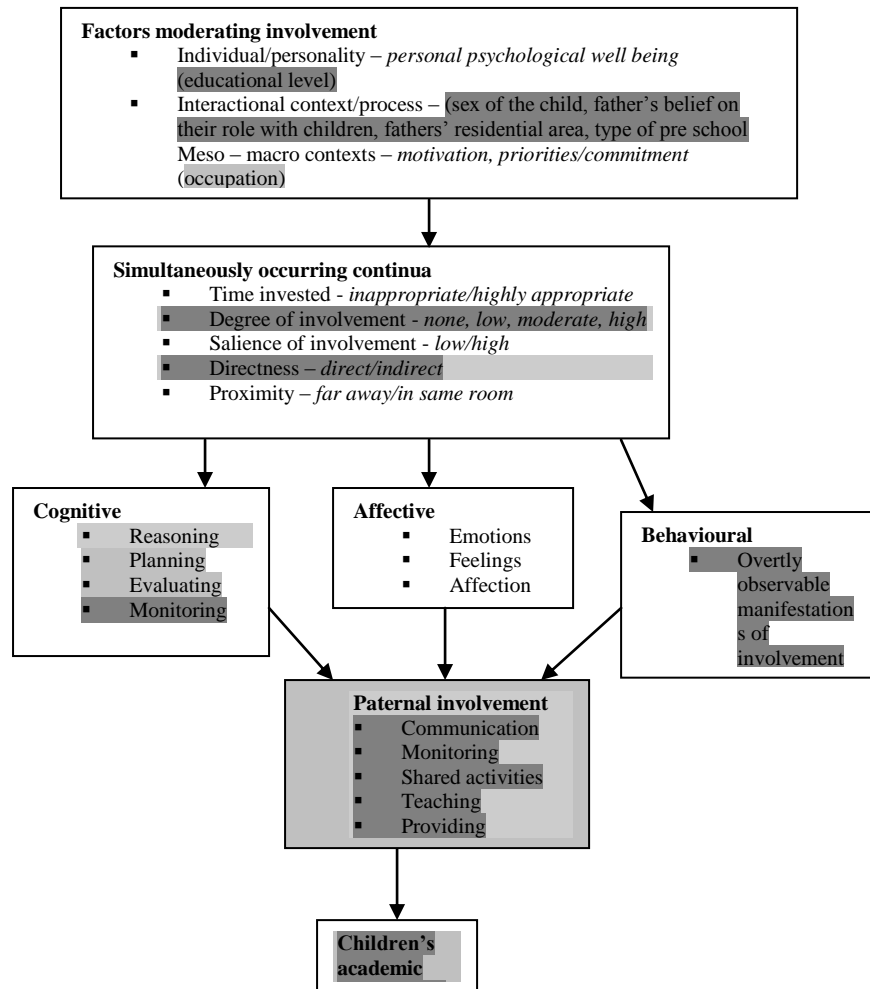 Factors moderating involvement
▪ Individual/personality – personal psychological well being
(educational level)
▪ Interactional context/process – (sex of the child, father's belief on
their role with children, fathers' residential area, type of pre school
Meso – macro contexts – motivation, priorities/commitment
(occupation)
Simultaneously occurring continua
▪ Time invested - inappropriate/highly appropriate
▪ Degree of involvement - none, low, moderate, high
▪ Salience of involvement - low/high
▪ Directness – direct/indirect
▪ Proximity – far away/in same room
Cognitive
▪ Reasoning
▪ Planning
▪ Evaluating
▪ Monitoring
Affective
▪ Emotions
▪ Feelings
▪ Affection
Behavioural
▪ Overtly
observable
manifestation
s of
involvement
Paternal involvement
▪ Communication
▪ Monitoring
▪ Shared activities
▪ Teaching
▪ Providing
Children's
academic